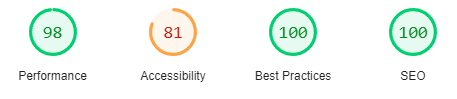 98 81 100 100
Performance Accessibility Best Practices SEO